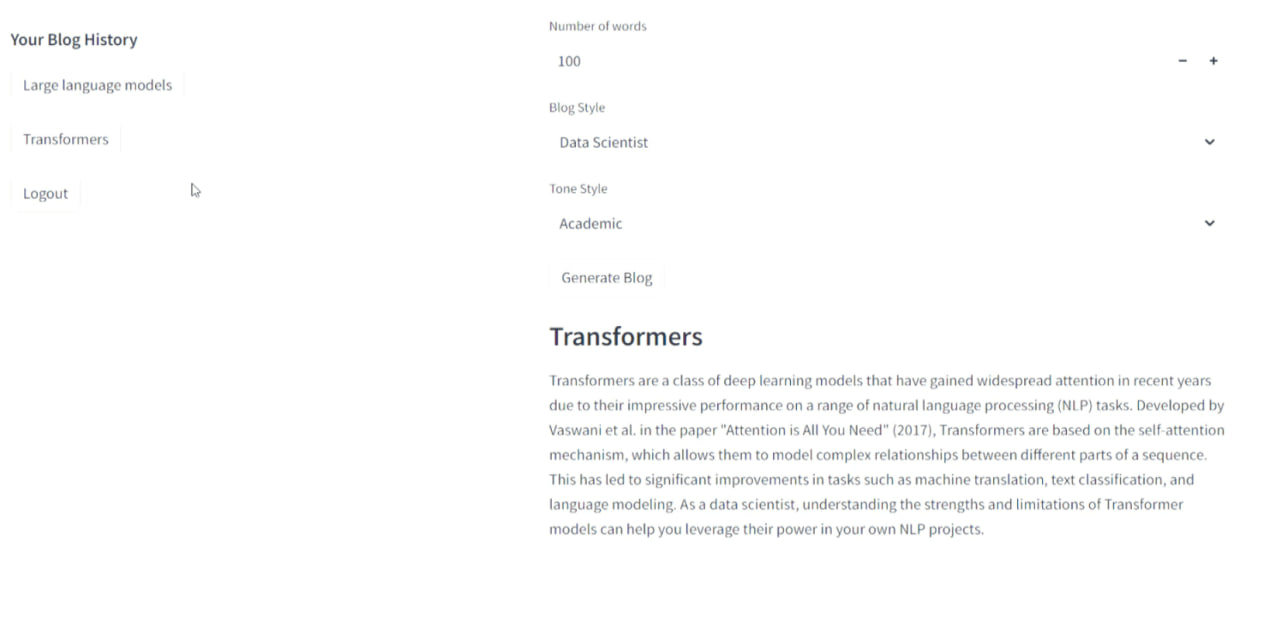 Your Blog History
Large language models
Transformers
Logout
Number of words
100
− +
Blog Style
Data Scientist
Tone Style
Academic
Generate Blog
Transformers
Transformers are a class of deep learning models that have gained widespread attention in recent years
due to their impressive performance on a range of natural language processing (NLP) tasks. Developed by
Vaswani et al. in the paper "Attention is All You Need" (2017), Transformers are based on the self-attention
mechanism, which allows them to model complex relationships between different parts of a sequence.
This has led to significant improvements in tasks such as machine translation, text classification, and
language modeling. As a data scientist, understanding the strengths and limitations of Transformer
models can help you leverage their power in your own NLP projects.